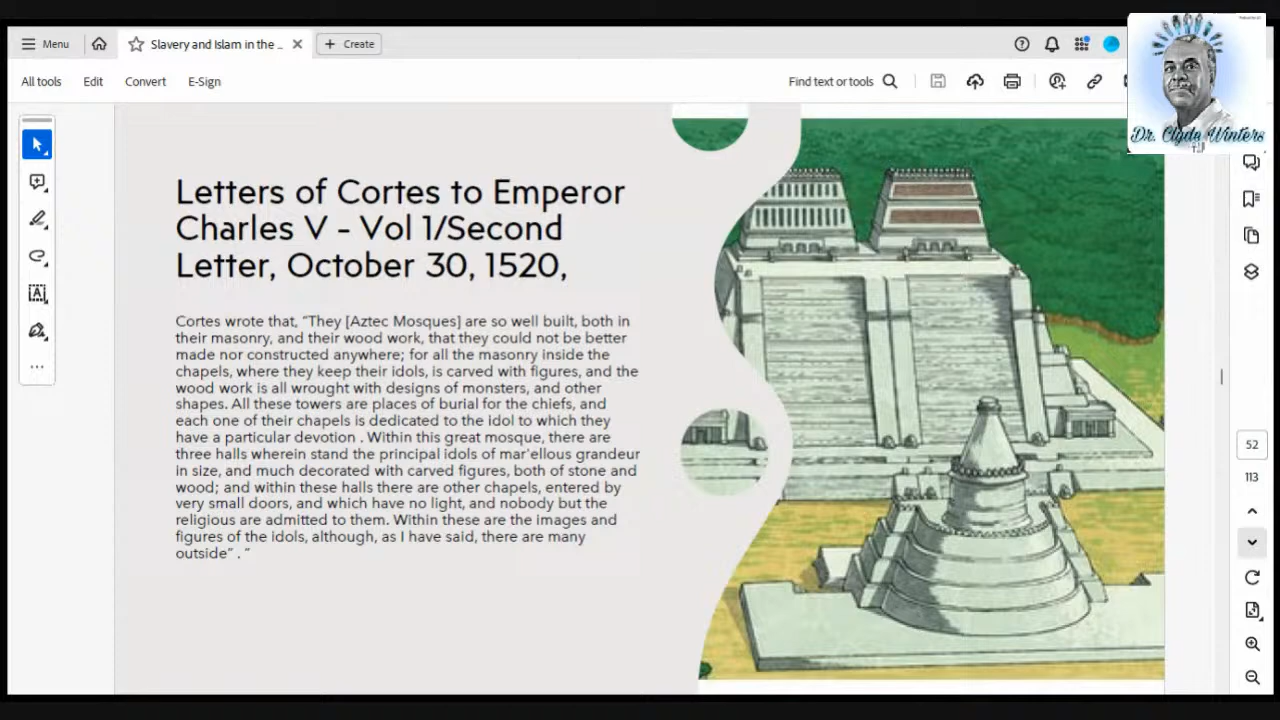 Menu
Slavery and Islam in the ..
Create
All tools
Edit
Convert
E-Sign
Find text or tools
Dr. Clyde Winters
Letters of Cortes to Emperor
Charles V - Vol 1/Second
Letter, October 30, 1520,
Cortes wrote that, “They [Aztec Mosques] are so well built, both in
their masonry, and their wood work, that they could not be better
made nor constructed anywhere; for all the masonry inside the
chapels, where they keep their idols, is carved with figures, and the
wood work is all wrought with designs of monsters, and other
shapes. All these towers are places of burial for the chiefs, and
each one of their chapels is dedicated to the idol to which they
have a particular devotion . Within this great mosque, there are
three halls wherein stand the principal idols of mar'ellous grandeur
in size, and much decorated with carved figures, both of stone and
wood; and within these halls there are other chapels, entered by
very small doors, and which have no light, and nobody but the
religious are admitted to them. Within these are the images and
figures of the idols, although, as I have said, there are many
outside” . “
52
113